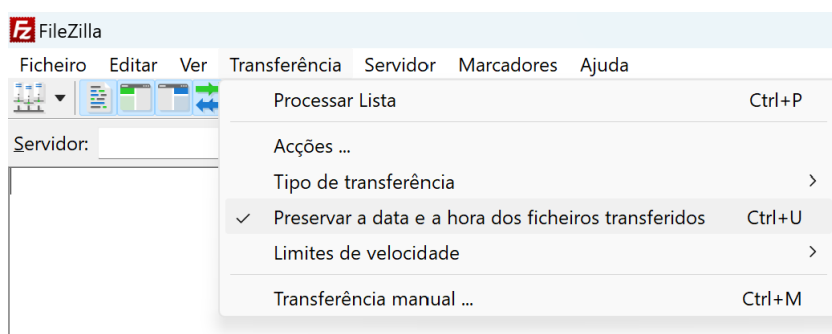 FileZilla
Ficheiro Editar Ver Transferência Servidor Marcadores Ajuda
Processar Lista Ctrl+P
Servidor:
Acções ...
Tipo de transferência
Preservar a data e a hora dos ficheiros transferidos Ctrl+U
Limites de velocidade
Transferência manual ... Ctrl+M